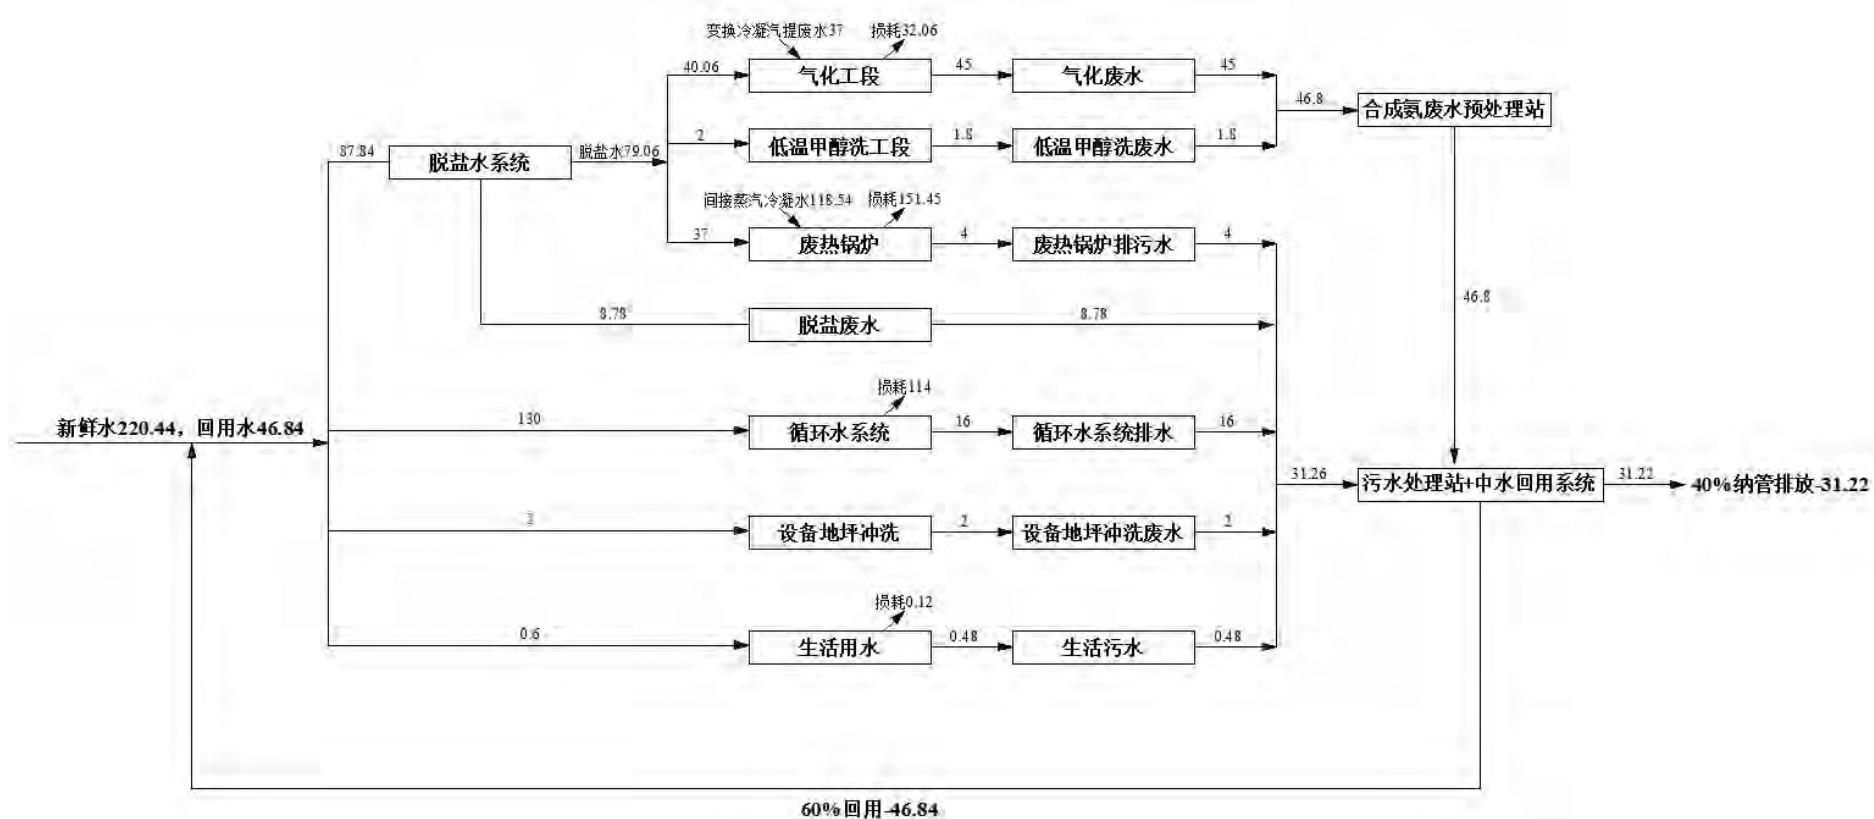 变换冷凝汽提废水37
损耗32.06
40.06
气化工段
45
气化废水
45
46.8
合成氨废水预处理站
87.84
脱盐水系统
脱盐水79.06
2
低温甲醇洗工段
1.8
低温甲醇洗废水
1.8
间接蒸汽冷凝水118.54
损耗151.45
37
废热锅炉
4
废热锅炉排污水
4
46.8
8.78
脱盐废水
8.78
损耗114
新鲜水220.44，回用水46.84
130
循环水系统
16
循环水系统排水
16
31.26
污水处理站+中水回用系统
31.22
40%纳管排放-31.22
2
设备地坪冲洗
2
设备地坪冲洗废水
2
损耗0.12
0.6
生活用水
0.48
生活污水
0.48
60%回用-46.84